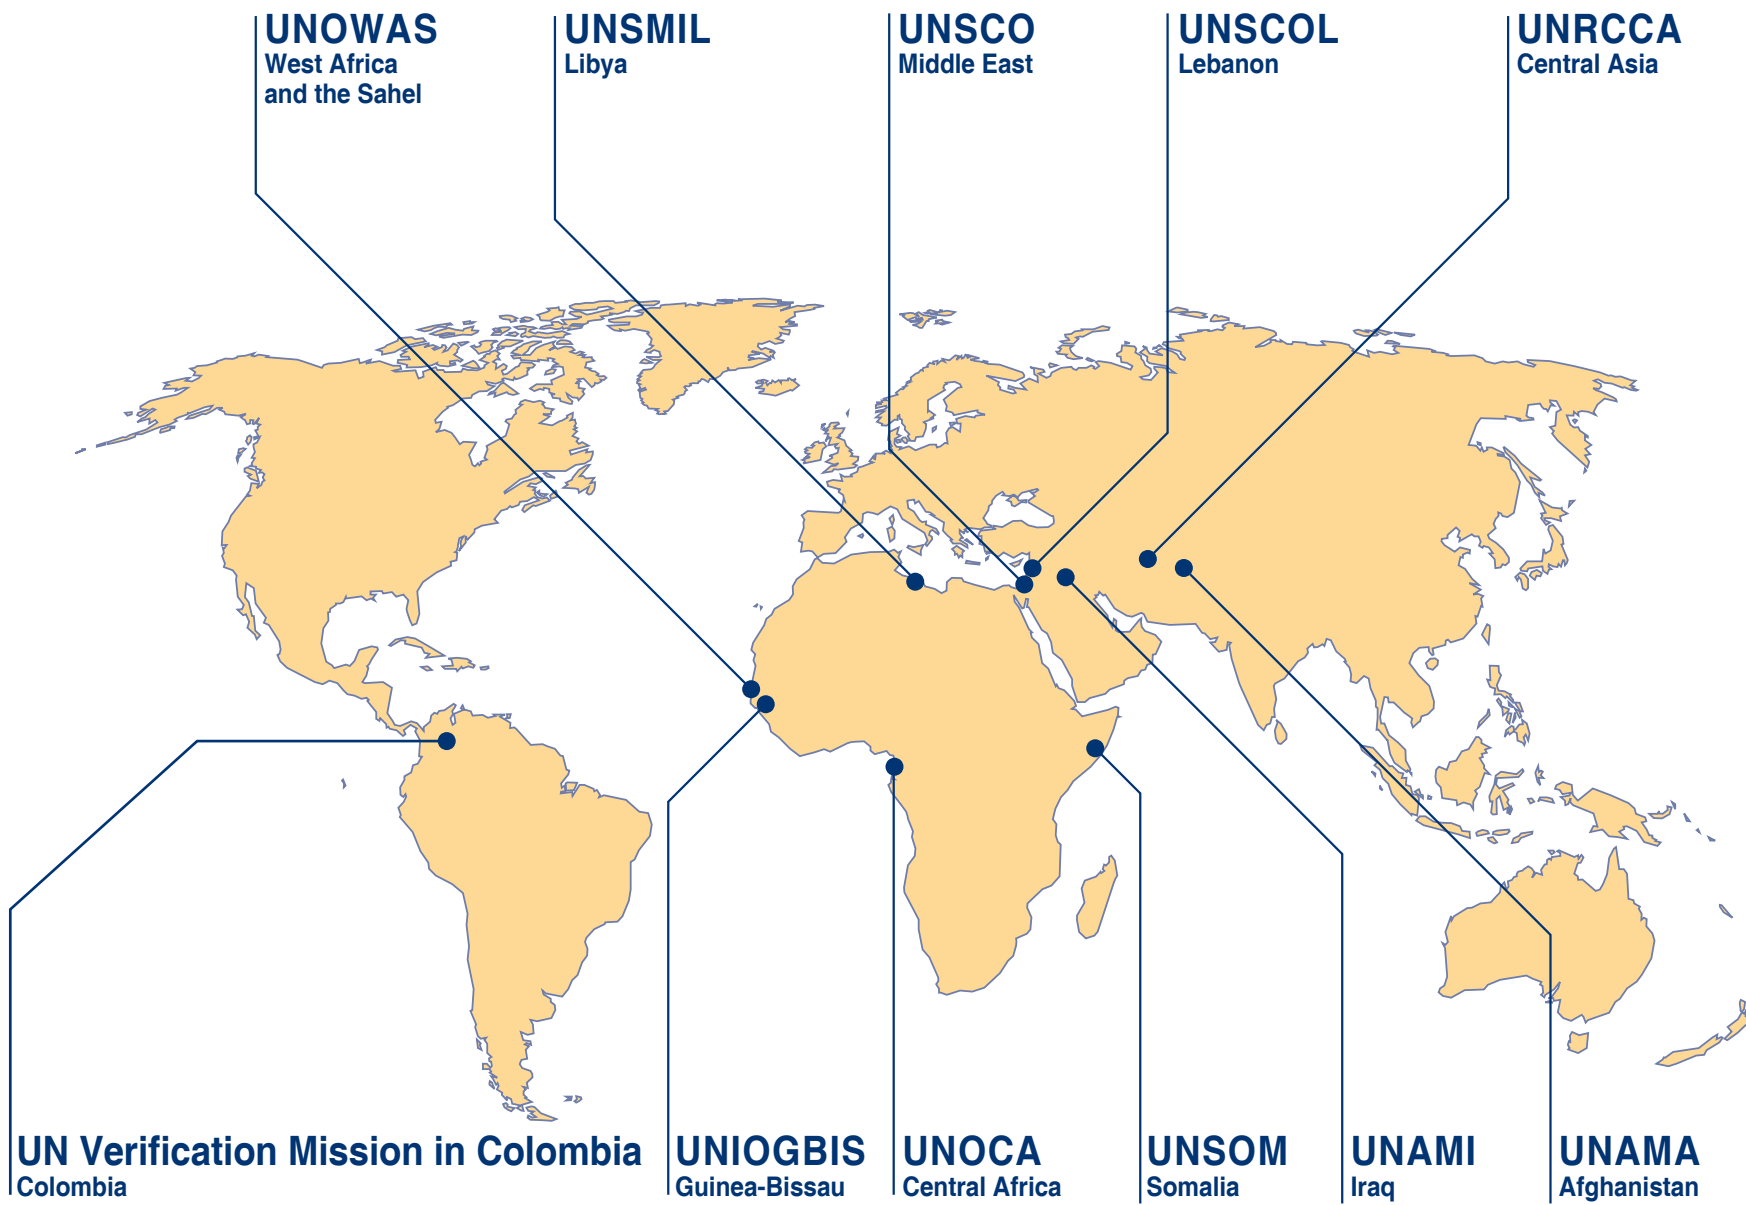 UNOWAS
West Africa
and the Sahel
UNSMIL
Libya
UNSCO
Middle East
UNSCOL
Lebanon
UNRCCA
Central Asia
UN Verification Mission in Colombia
Colombia
UNIOGBIS
Guinea-Bissau
UNOCA
Central Africa
UNSOM
Somalia
UNAMI
Iraq
UNAMA
Afghanistan